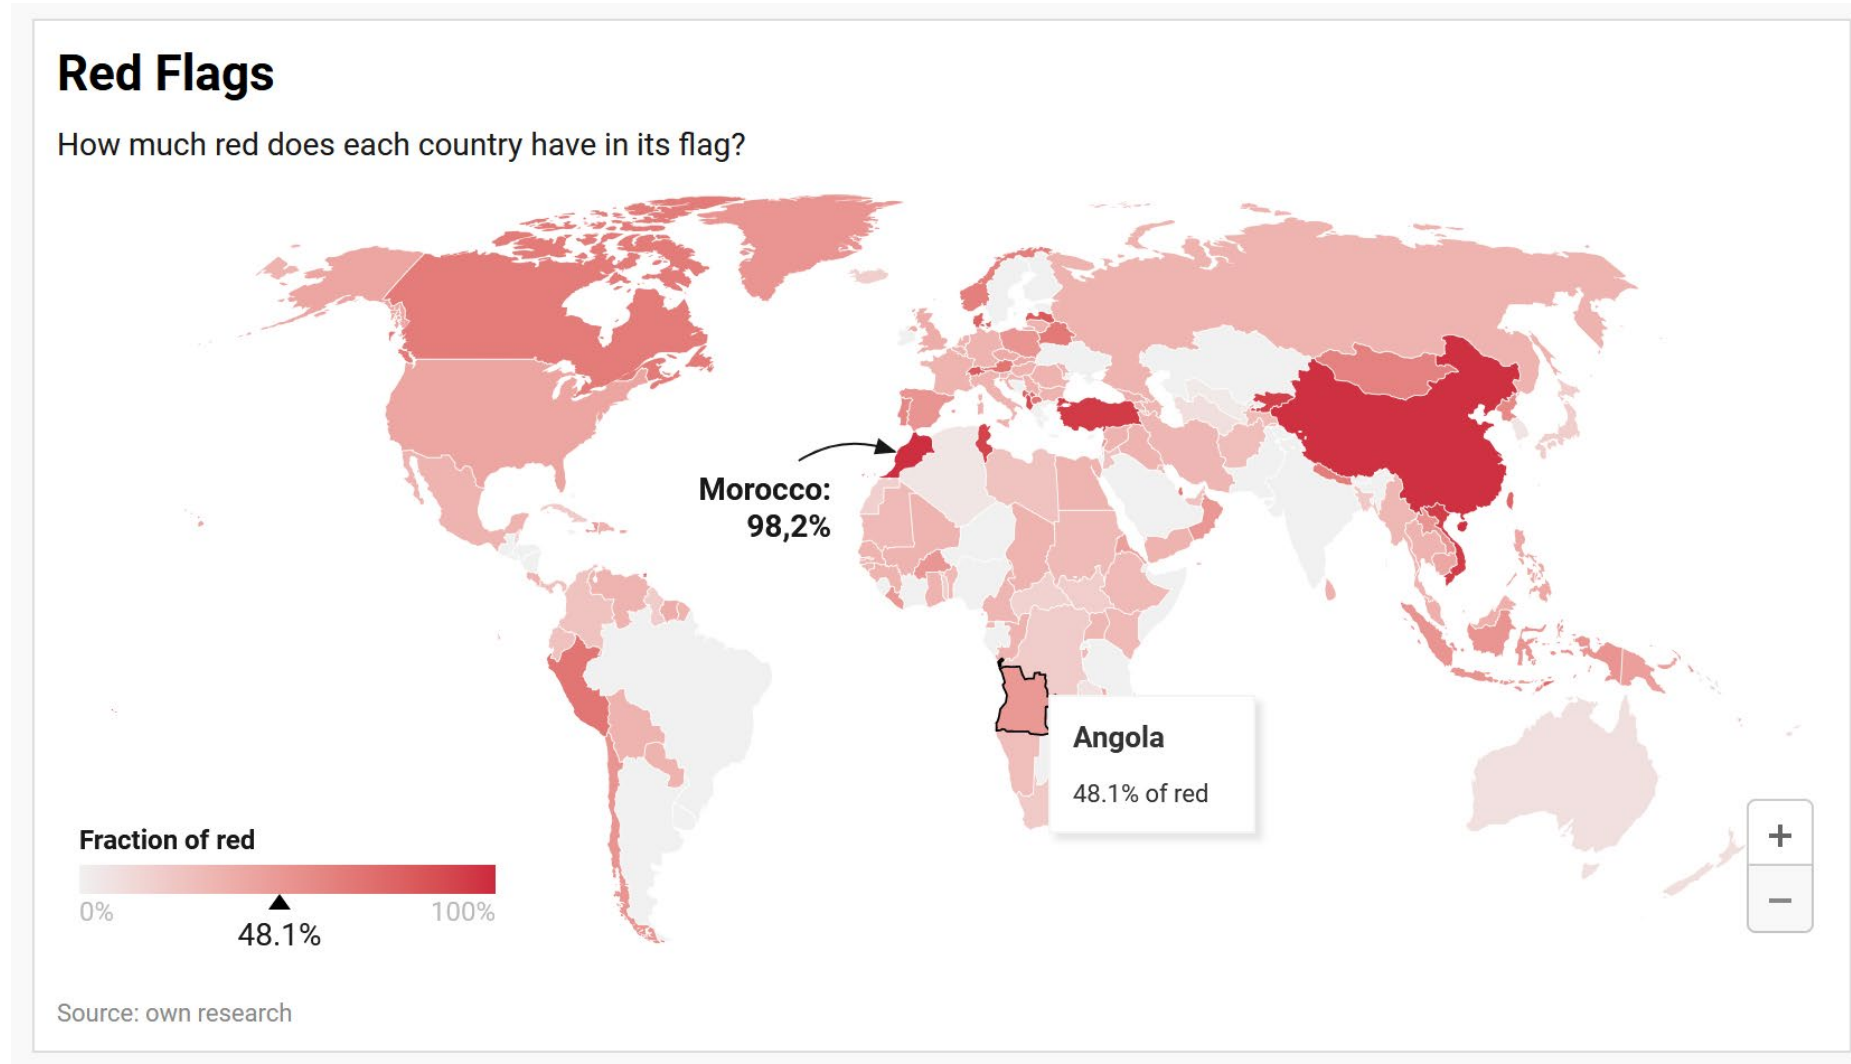 Red Flags
How much red does each country have in its flag?
Morocco:
98,2%
Angola
48.1% of red
Fraction of red
0% 100%
48.1%
+
−
Source: own research